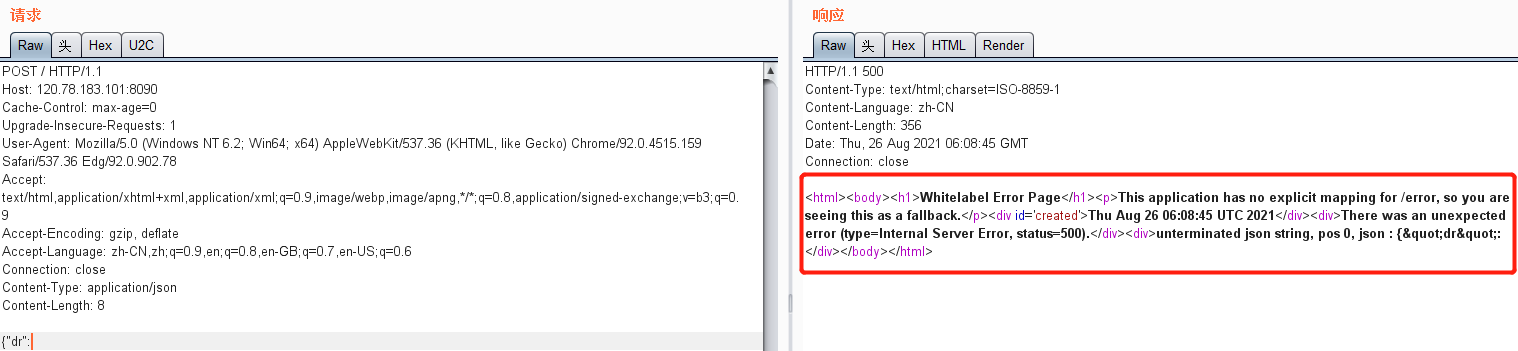 请求
Raw 头 Hex U2C
POST / HTTP/1.1
Host: 120.78.183.101:8090
Cache-Control: max-age=0
Upgrade-Insecure-Requests: 1
User-Agent: Mozilla/5.0 (Windows NT 6.2; Win64; x64) AppleWebKit/537.36 (KHTML, like Gecko) Chrome/92.0.4515.159
Safari/537.36 Edg/92.0.902.78
Accept:
text/html,application/xhtml+xml,application/xml;q=0.9,image/webp,image/apng,*/*;q=0.8,application/signed-exchange;v=b3;q=0.
9
Accept-Encoding: gzip, deflate
Accept-Language: zh-CN,zh;q=0.9,en;q=0.8,en-GB;q=0.7,en-US;q=0.6
Connection: close
Content-Type: application/json
Content-Length: 8
{"dr":
响应
Raw 头 Hex HTML Render
HTTP/1.1 500
Content-Type: text/html;charset=ISO-8859-1
Content-Language: zh-CN
Content-Length: 356
Date: Thu, 26 Aug 2021 06:08:45 GMT
Connection: close
<html><body><h1>Whitelabel Error Page</h1><p>This application has no explicit mapping for /error, so you are
seeing this as a fallback.</p><div id='created'>Thu Aug 26 06:08:45 UTC 2021</div><div>There was an unexpected
error (type=Internal Server Error, status=500).</div><div>unterminated json string, pos 0, json : {&quot;dr&quot;:
</div></body></html>